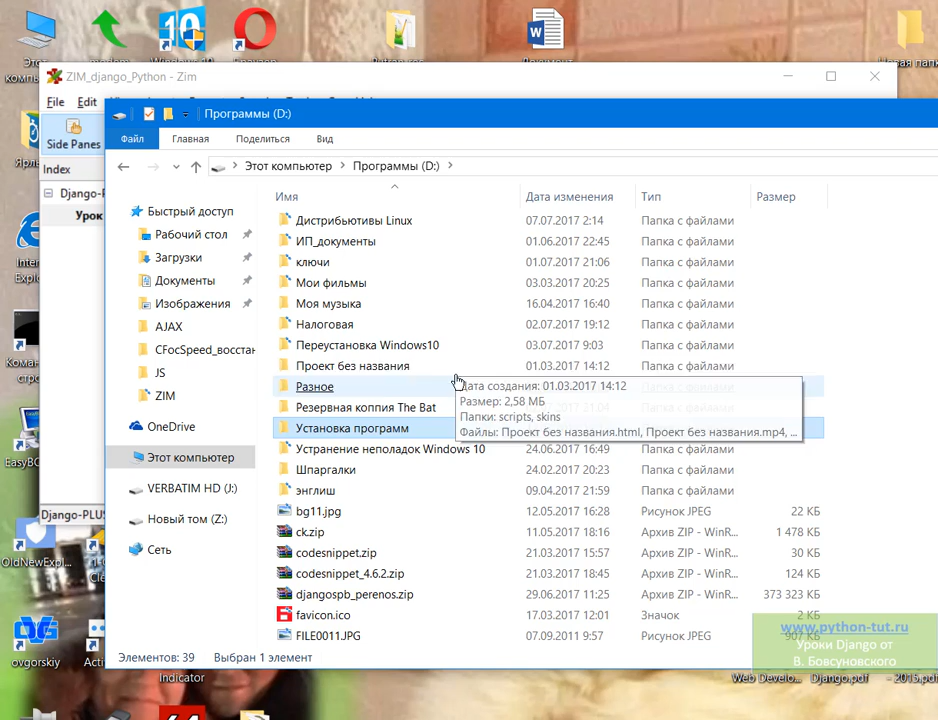 Этот
компь
Браузер
Новая пап
ZIM_django_Python - Zim
File Edit
Программы (D:)
Файл Главная Поделиться Вид
Side Panes
Этот компьютер Программы (D:)
Index
Имя Дата изменения Тип Размер
Django-P
Урок
Быстрый доступ
Рабочий стол
Загрузки
Документы
Изображения
AJAX
CFocSpeed_восстан
JS
ZIM
OneDrive
Этот компьютер
VERBATIM HD (J:)
Новый том (Z:)
Сеть
Дистрибьютивы Linux 07.07.2017 2:14 Папка с файлами
ИП_документы 01.06.2017 22:45 Папка с файлами
ключи 01.07.2017 21:06 Папка с файлами
Мои фильмы 03.03.2017 20:25 Папка с файлами
Моя музыка 16.04.2017 16:40 Папка с файлами
Налоговая 02.07.2017 19:12 Папка с файлами
Переустановка Windows10 03.07.2017 9:03 Папка с файлами
Проект без названия 01.03.2017 14:12 Папка с файлами
Разное
Резервная коппия The Bat
Установка программ
Дата создания: 01.03.2017 14:12
Размер: 2,58 МБ
Папки: scripts, skins
Файлы: Проект без названия.html, Проект без названия.mp4, ...
Устранение неполадок Windows 10 24.06.2017 16:49 Папка с файлами
Шпаргалки 24.02.2017 20:23 Папка с файлами
энглиш 09.04.2017 21:59 Папка с файлами
bg11.jpg 12.05.2017 16:28 Рисунок JPEG 22 КБ
ck.zip 11.05.2017 18:16 Архив ZIP - WinR... 1 478 КБ
codesnippet.zip 21.03.2017 15:57 Архив ZIP - WinR... 30 КБ
codesnippet_4.6.2.zip 21.03.2017 18:45 Архив ZIP - WinR... 124 КБ
djangospb_perenos.zip 29.06.2017 11:25 Архив ZIP - WinR... 373 323 КБ
favicon.ico 17.03.2017 12:01 Значок 2 КБ
FILE0011.JPG 07.09.2011 9:57 Рисунок JPEG 907 КБ
Элементов: 39 Выбран 1 элемент
Django-PLUS
Ярль
Inter
Explo
Кома
стро
EasyBC
OldNewExpl...
ovgorskiy
Acti
Indicator
www.python-tut.ru
Уроки Django от
В. Бовсуновского
Web Develo... Django.pdf - 2015.pdf